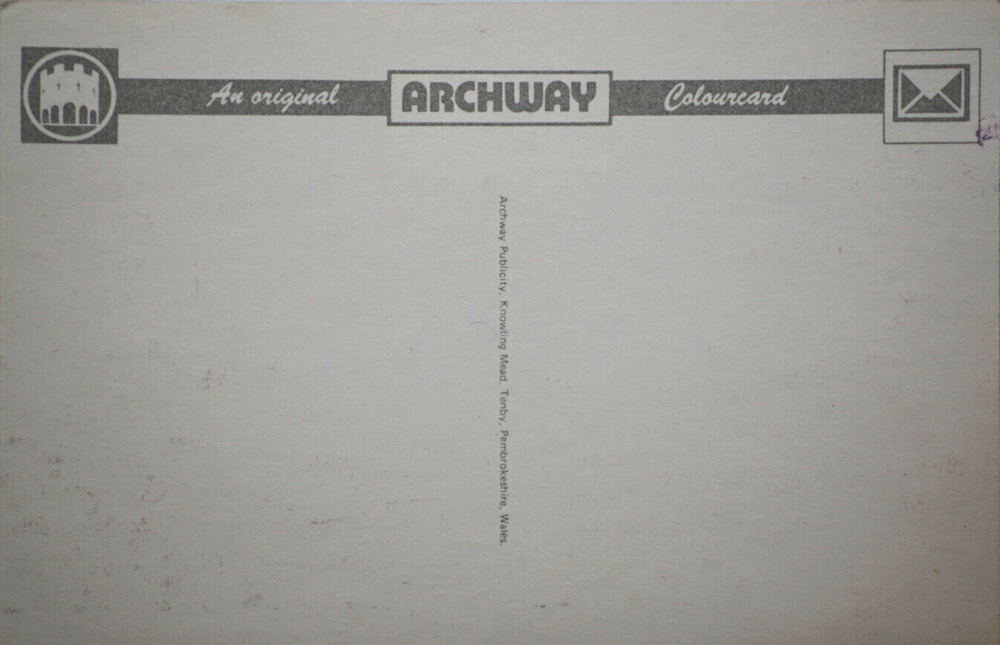 An original ARCHWAY Colourcard
Archway Publicity, Knowling Mead, Tenby, Pembrokeshire, Wales.